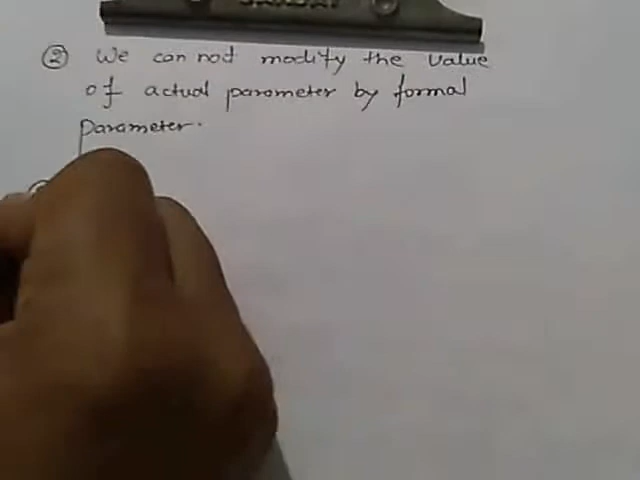 ② We can not modify the value
of actual parameter by formal
parameter.